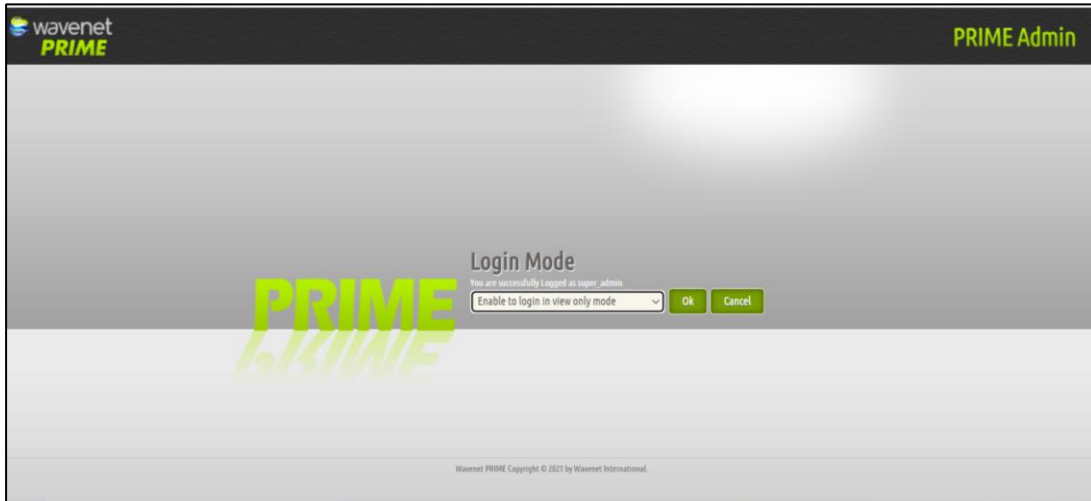 wavenet
PRIME
PRIME Admin
Login Mode
You are successfully Logged as super_admin
PRIME
Enable to login in view only mode
Ok
Cancel
Wavenet PRIME Copyright © 2021 by Wavenet International.